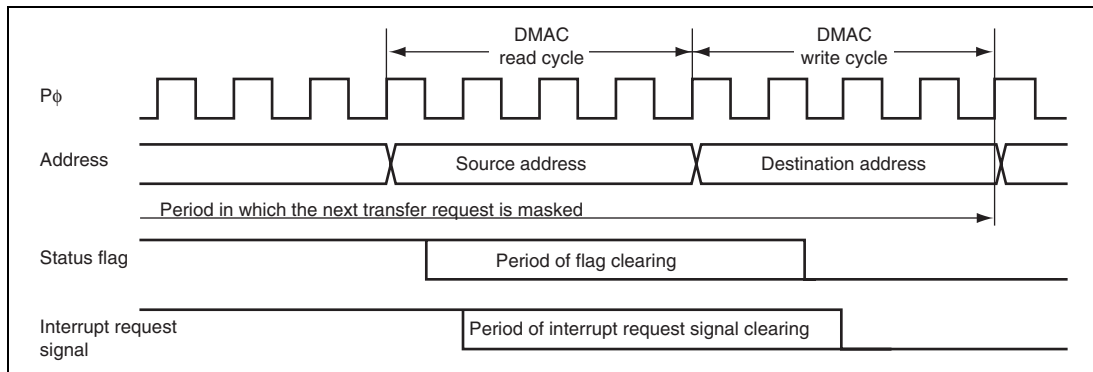 DMAC
read cycle
DMAC
write cycle
Pϕ
Address
Source address
Destination address
Period in which the next transfer request is masked
Status flag
Period of flag clearing
Interrupt request
signal
Period of interrupt request signal clearing